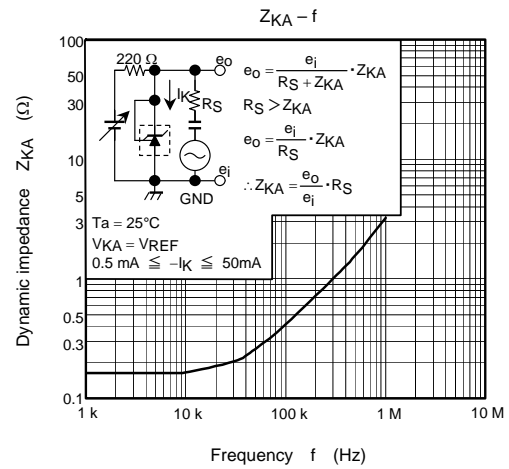 ZKA – f
100
50
30
10
5
3
1
0.5
0.3
0.1
Dynamic impedance ZKA (Ω)
220 Ω
IK
RS
eo
ei
GND
eo = ei / (RS + ZKA) · ZKA
RS > ZKA
eo = ei / RS · ZKA
∴ ZKA = eo / ei · RS
Ta = 25°C
VKA = VREF
0.5 mA ≦ −IK ≦ 50mA
1 k
10 k
100 k
1 M
10 M
Frequency f (Hz)